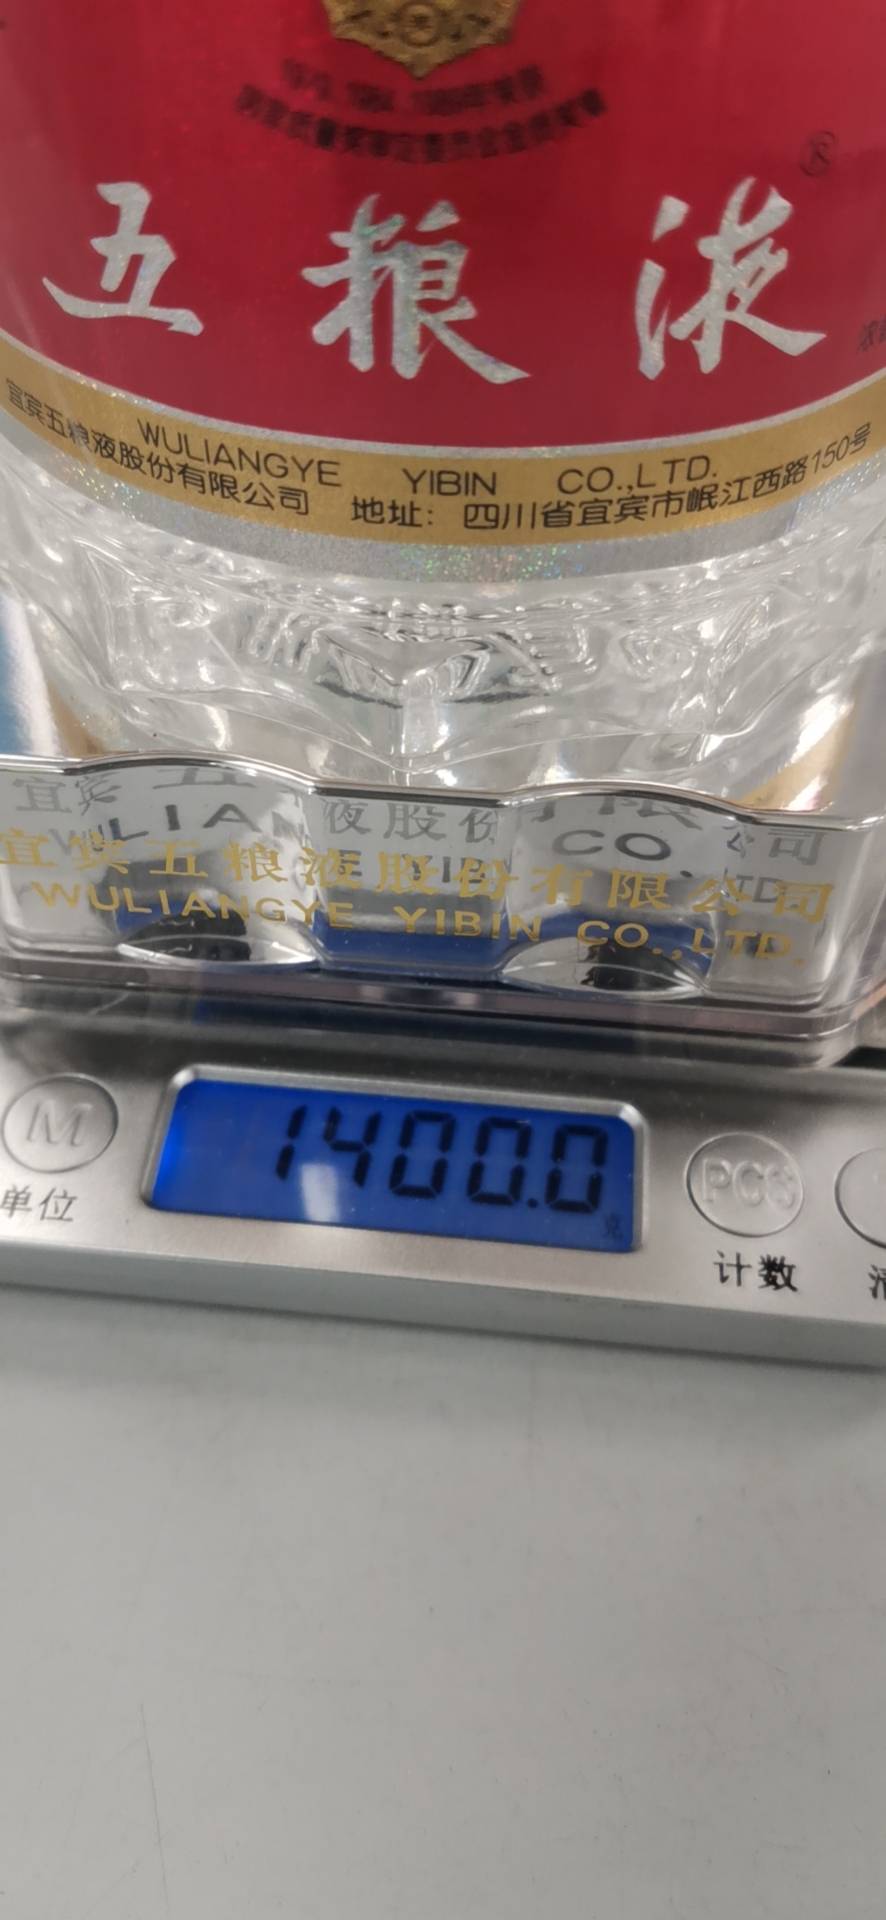 五粮液
®
WULIANGYE YIBIN CO.,LTD.
宜宾五粮液股份有限公司 地址：四川省宜宾市岷江西路150号
宜宾五粮液股份有限公司
WULIANGYE YIBIN CO.,LTD.
M
单位
1400.0
克
PCS
计数